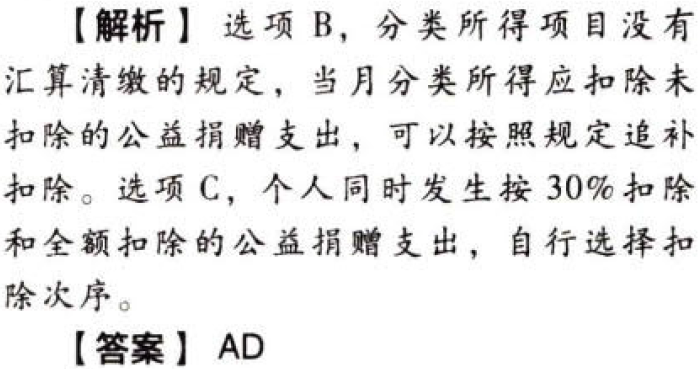 【解析】 选项 B，分类所得项目没有
汇算清缴的规定，当月分类所得应扣除未
扣除的公益捐赠支出，可以按照规定追补
扣除。选项 C，个人同时发生按 30%扣除
和全额扣除的公益捐赠支出，自行选择扣
除次序。
【答案】 AD